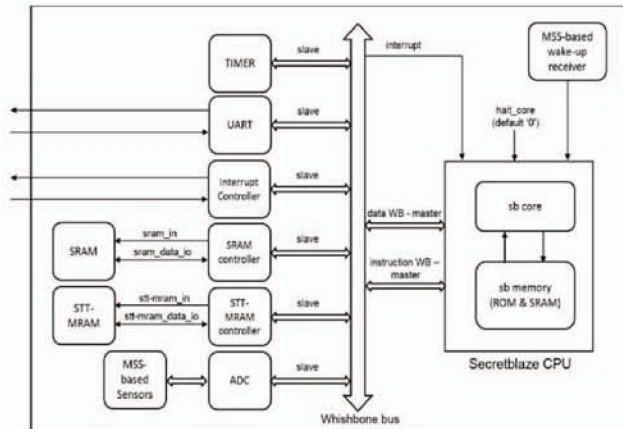 slave
TIMER
interrupt
MSS-based
wake-up
receiver
slave
UART
halt_core
(default '0')
slave
Interrupt
Controller
sram_in
SRAM
sram_data_io
SRAM
controller
slave
data WB - master
sb core
stt-mram_in
STT-
MRAM
stt-mram_data_io
STT-
MRAM
controller
slave
instruction WB –
master
sb memory
(ROM & SRAM)
MSS-
based
Sensors
ADC
slave
Secretblaze CPU
Whishbone bus